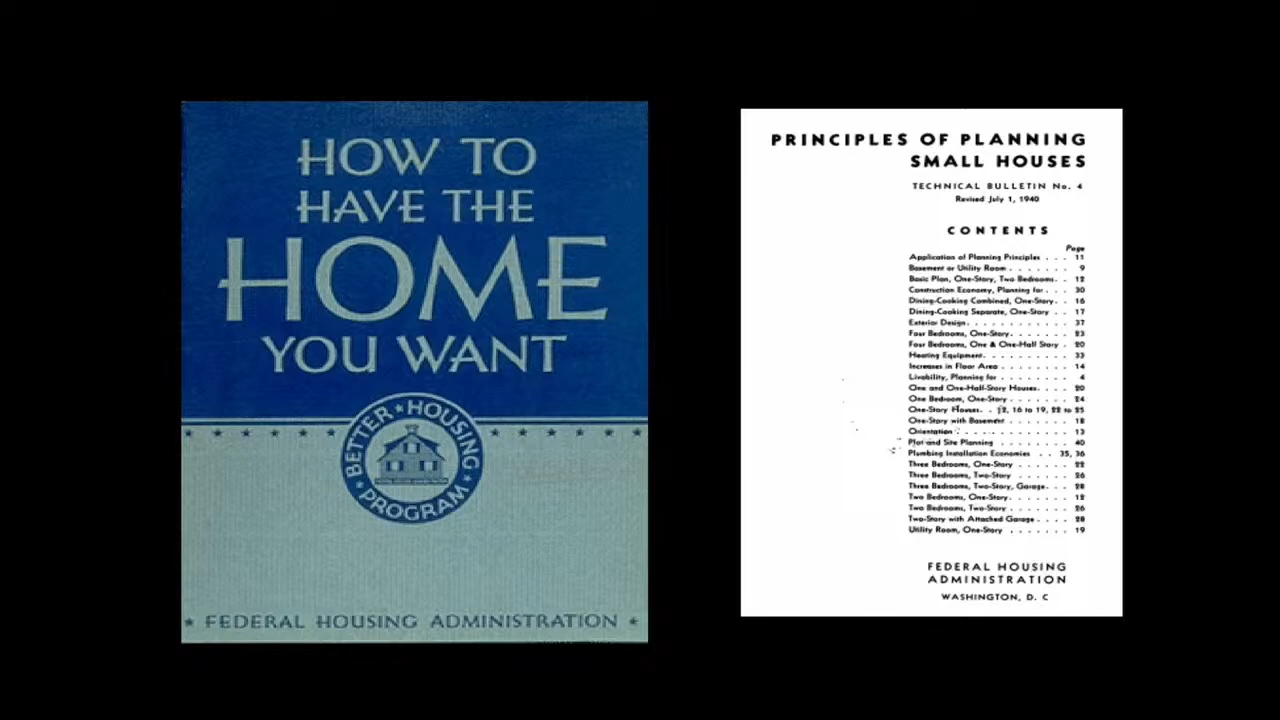 HOW TO
HAVE THE
HOME
YOU WANT
BETTER ★ HOUSING
★ PROGRAM ★
★ FEDERAL HOUSING ADMINISTRATION ★
PRINCIPLES OF PLANNING
SMALL HOUSES
TECHNICAL BULLETIN No. 4
Revised July 1, 1940
CONTENTS
Page
Application of Planning Principles . . . 11
Basement or Utility Room . . . . . . . 9
Basic Plan, One-Story, Two Bedrooms. . 12
Construction Economy, Planning for . . . 30
Dining-Cooking Combined, One-Story. . 16
Dining-Cooking Separate, One-Story . . 17
Exterior Design. . . . . . . . . . . . 37
Four Bedrooms, One-Story. . . . . . . 23
Four Bedrooms, One & One-Half Story . 20
Heating Equipment. . . . . . . . . . 33
Increases in Floor Area . . . . . . . . 14
Livability, Planning for . . . . . . . . 4
One and One-Half-Story Houses. . . . 20
One Bedroom, One-Story . . . . . . . 24
One-Story Houses. . 12, 16 to 19, 22 to 25
One-Story with Basement . . . . . . . 18
Orientation . . . . . . . . . . . . . 13
Plot and Site Planning . . . . . . . . 40
Plumbing Installation Economies . . 35, 36
Three Bedrooms, One-Story . . . . . . 22
Three Bedrooms, Two-Story . . . . . . 26
Three Bedrooms, Two-Story, Garage. . . 28
Two Bedrooms, One-Story. . . . . . . 12
Two Bedrooms, Two-Story . . . . . . . 26
Two-Story with Attached Garage . . . . 28
Utility Room, One-Story . . . . . . . 19
FEDERAL HOUSING
ADMINISTRATION
WASHINGTON, D. C